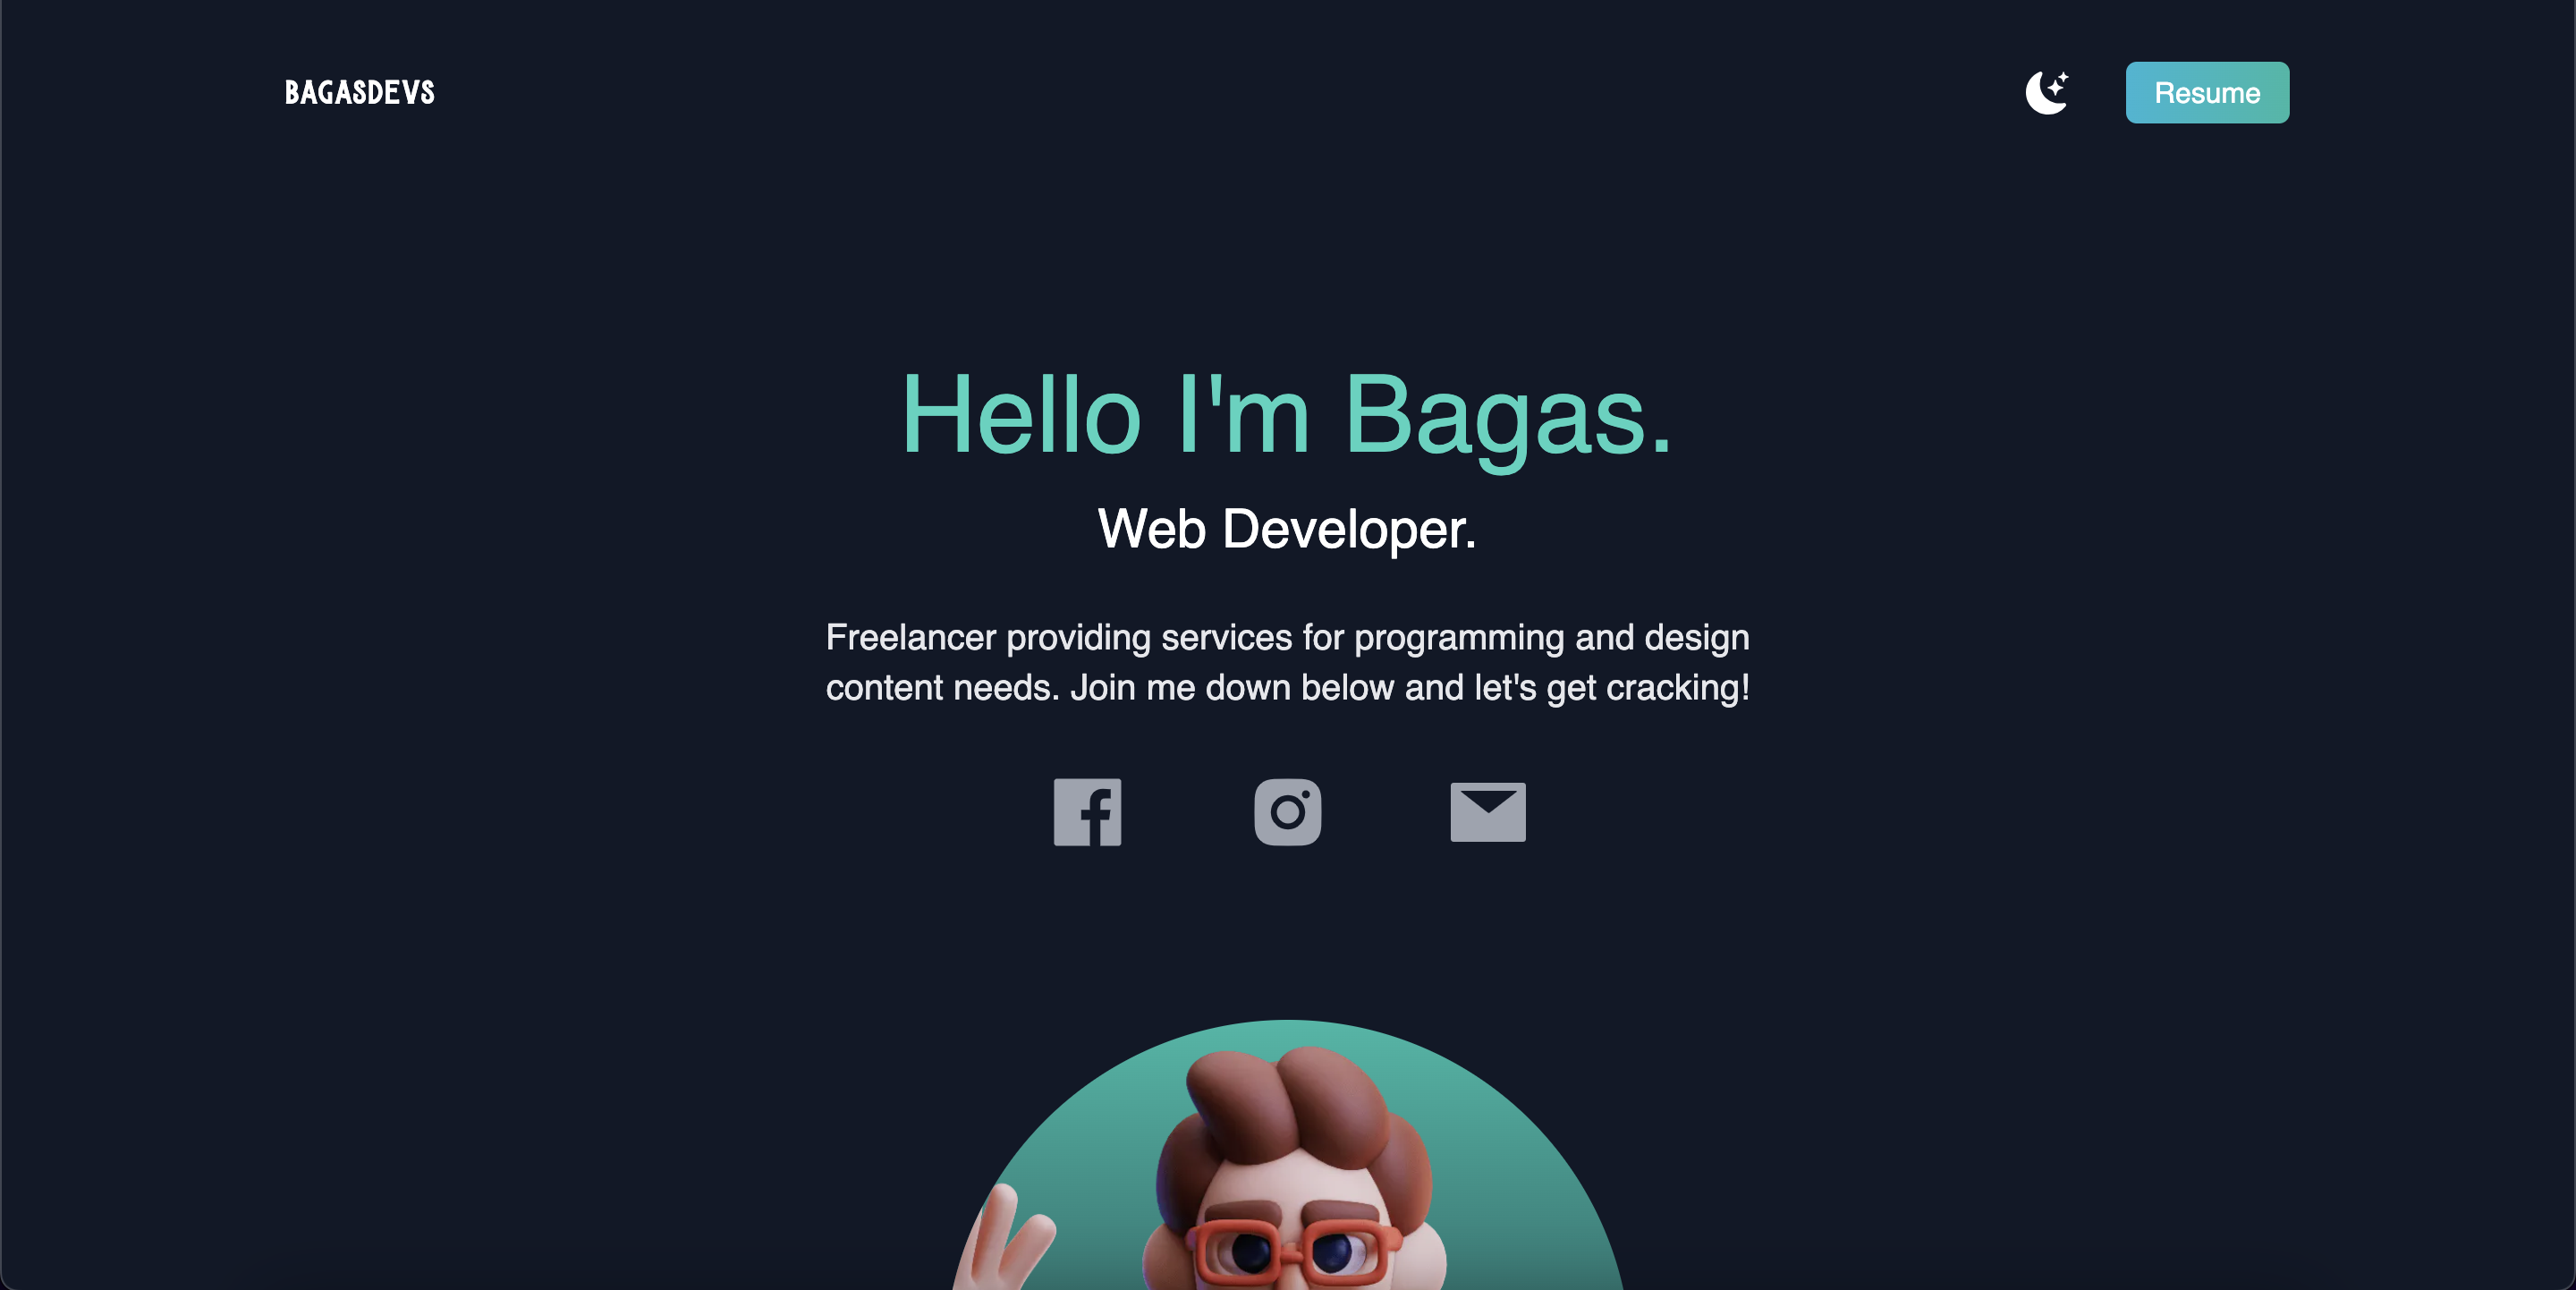 BAGASDEVS
Resume
Hello I'm Bagas.
Web Developer.
Freelancer providing services for programming and design
content needs. Join me down below and let's get cracking!